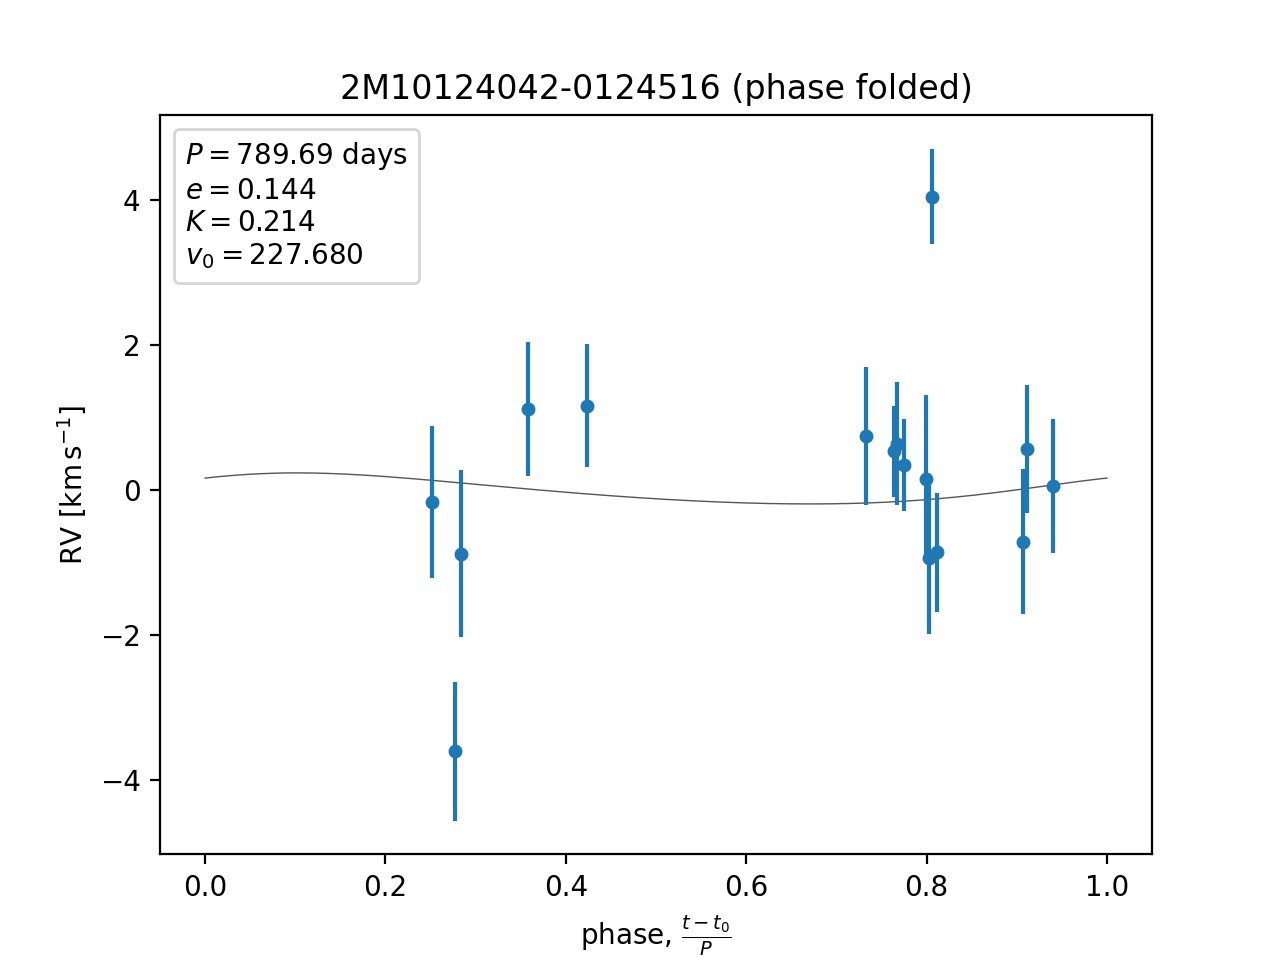 2M10124042-0124516 (phase folded)
P = 789.69 days
e = 0.144
K = 0.214
v₀ = 227.680
4
2
0
−2
−4
RV [km s⁻¹]
0.0 0.2 0.4 0.6 0.8 1.0
phase, (t − t₀)/P